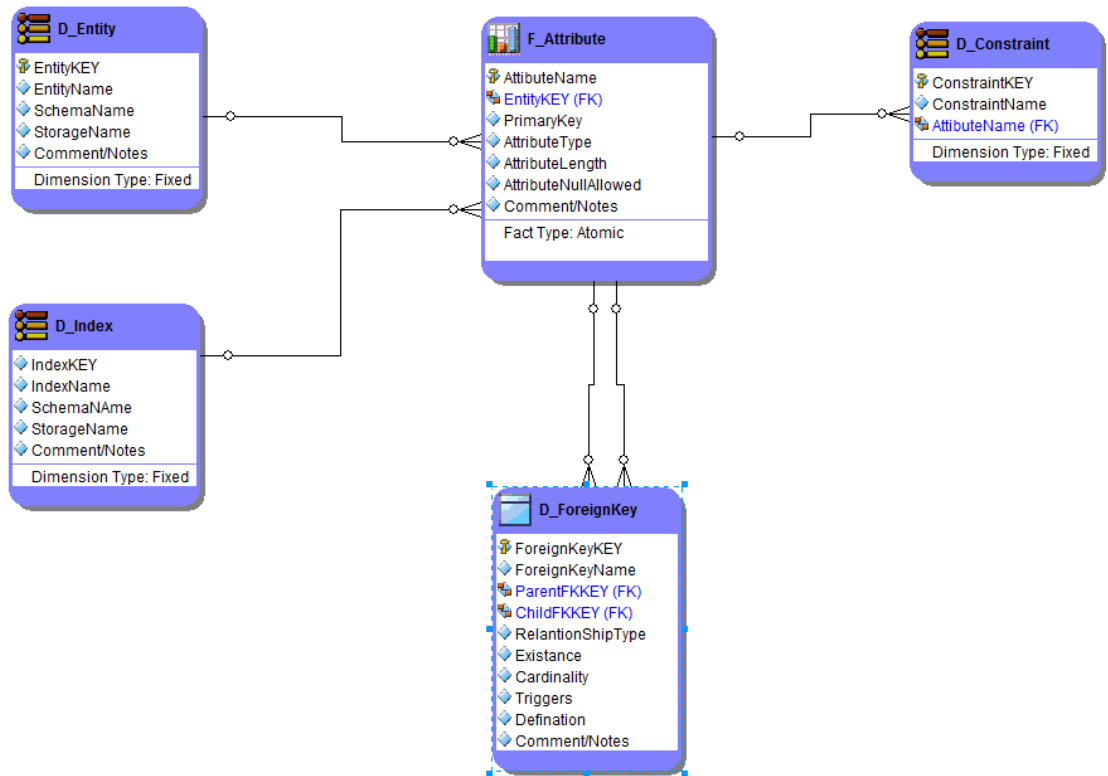 D_Entity
EntityKEY
EntityName
SchemaName
StorageName
Comment/Notes
Dimension Type: Fixed
F_Attribute
AttibuteName
EntityKEY (FK)
PrimaryKey
AttributeType
AttributeLength
AttributeNullAllowed
Comment/Notes
Fact Type: Atomic
D_Constraint
ConstraintKEY
ConstraintName
AttibuteName (FK)
Dimension Type: Fixed
D_Index
IndexKEY
IndexName
SchemaNAme
StorageName
Comment/Notes
Dimension Type: Fixed
D_ForeignKey
ForeignKeyKEY
ForeignKeyName
ParentFKKEY (FK)
ChildFKKEY (FK)
RelantionShipType
Existance
Cardinality
Triggers
Defination
Comment/Notes